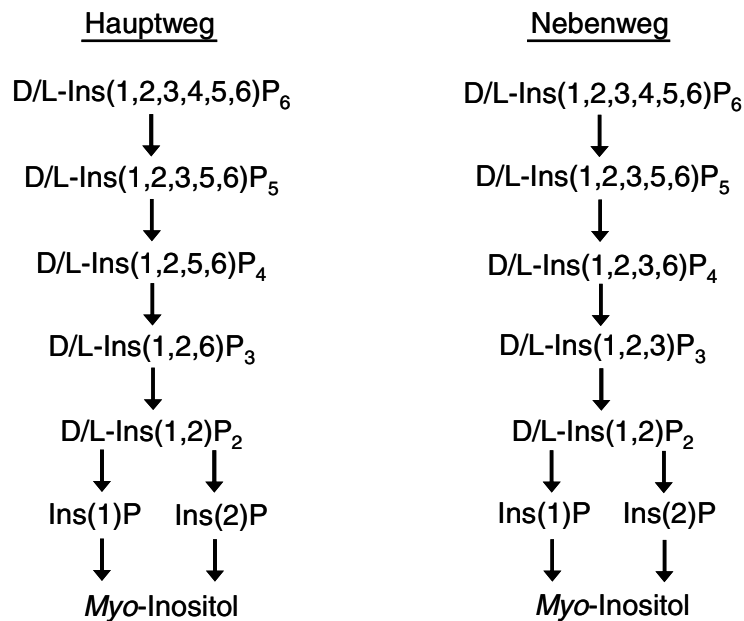 Hauptweg
D/L-Ins(1,2,3,4,5,6)P6
D/L-Ins(1,2,3,5,6)P5
D/L-Ins(1,2,5,6)P4
D/L-Ins(1,2,6)P3
D/L-Ins(1,2)P2
Ins(1)P Ins(2)P
Myo-Inositol
Nebenweg
D/L-Ins(1,2,3,4,5,6)P6
D/L-Ins(1,2,3,5,6)P5
D/L-Ins(1,2,3,6)P4
D/L-Ins(1,2,3)P3
D/L-Ins(1,2)P2
Ins(1)P Ins(2)P
Myo-Inositol